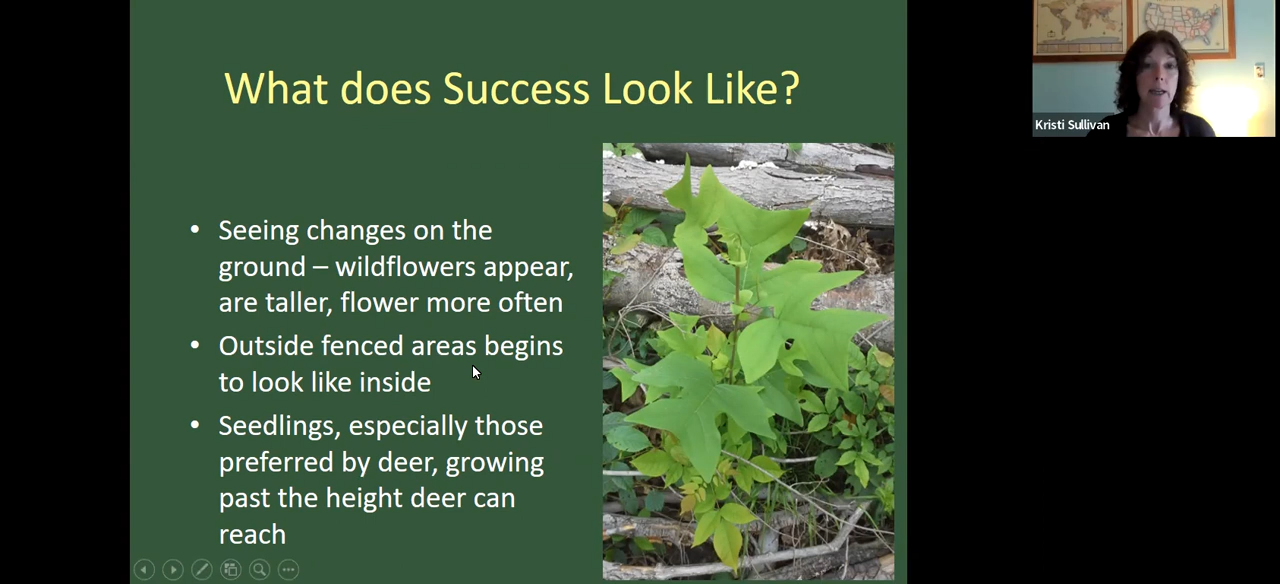 What does Success Look Like?
Kristi Sullivan
• Seeing changes on the
ground – wildflowers appear,
are taller, flower more often
• Outside fenced areas begins
to look like inside
• Seedlings, especially those
preferred by deer, growing
past the height deer can
reach